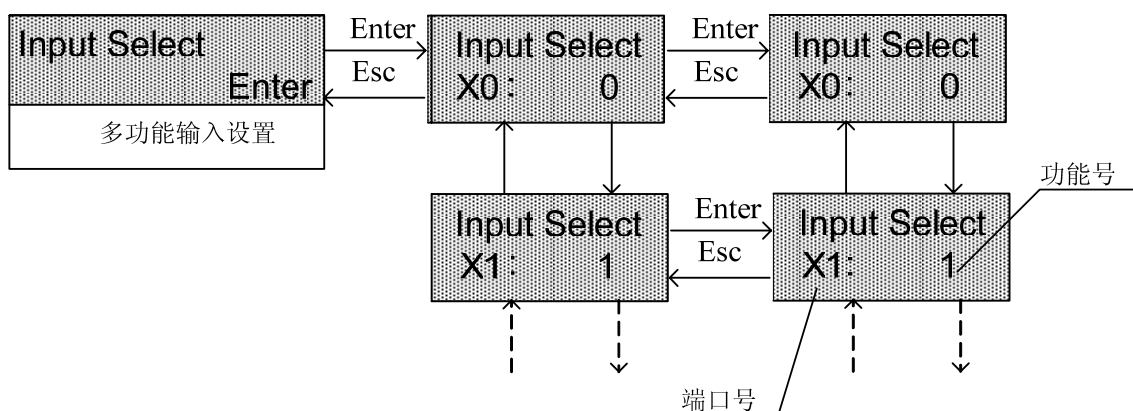 Input Select
Enter
多功能输入设置
Enter
Esc
Input Select
X0: 0
Enter
Esc
Input Select
X0: 0
Input Select
X1: 1
Enter
Esc
Input Select
X1: 1
功能号
端口号